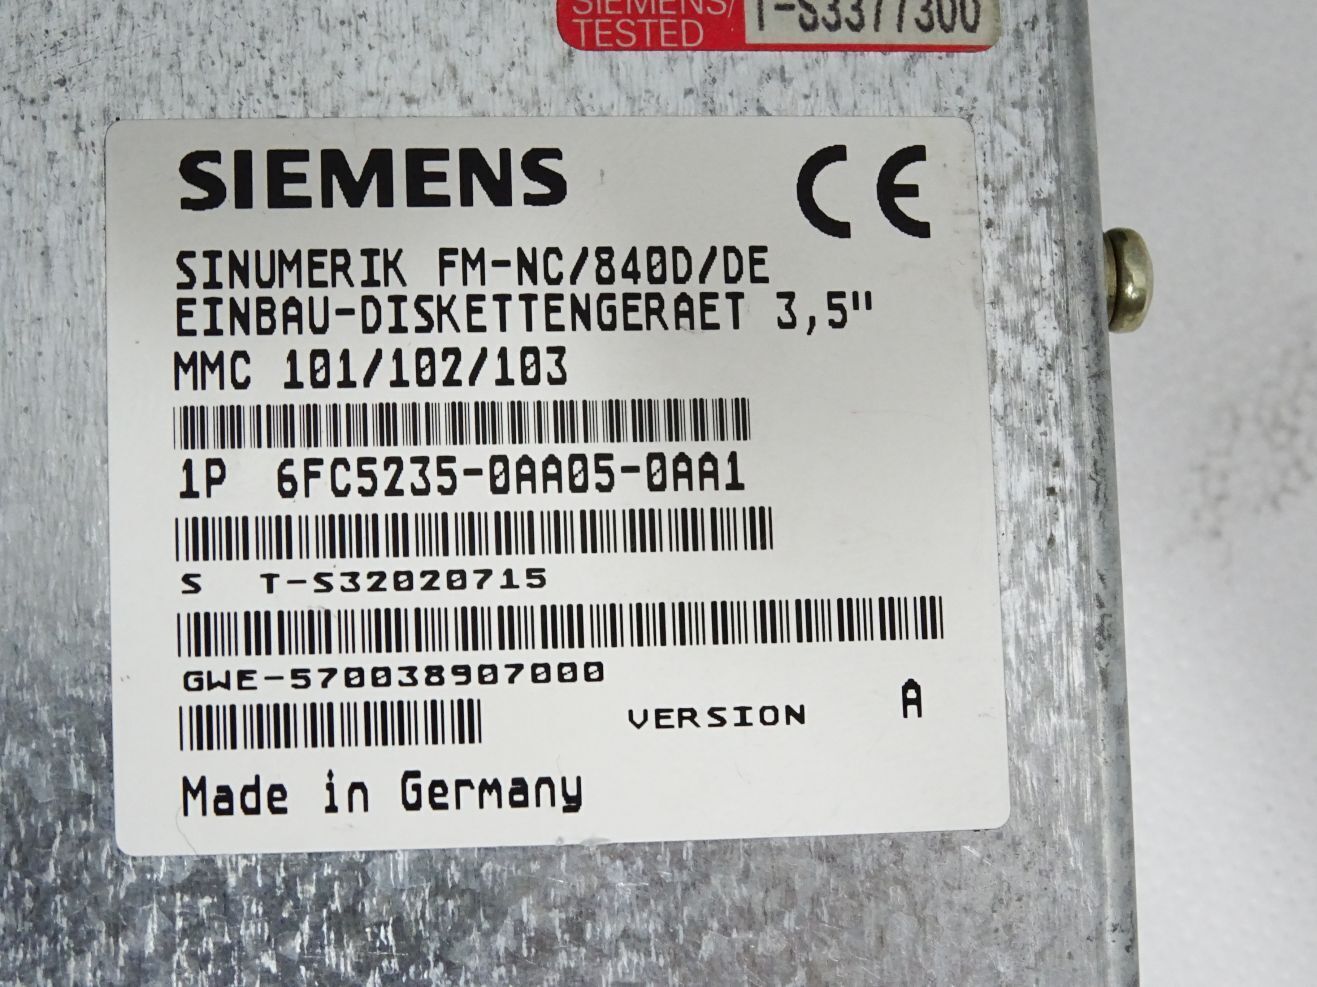 SIEMENS/
TESTED
T-S3377300
SIEMENS
CE
SINUMERIK FM-NC/840D/DE
EINBAU-DISKETTENGERAET 3,5"
MMC 101/102/103
1P 6FC5235-0AA05-0AA1
S T-S32020715
GWE-570038907000
VERSION A
Made in Germany